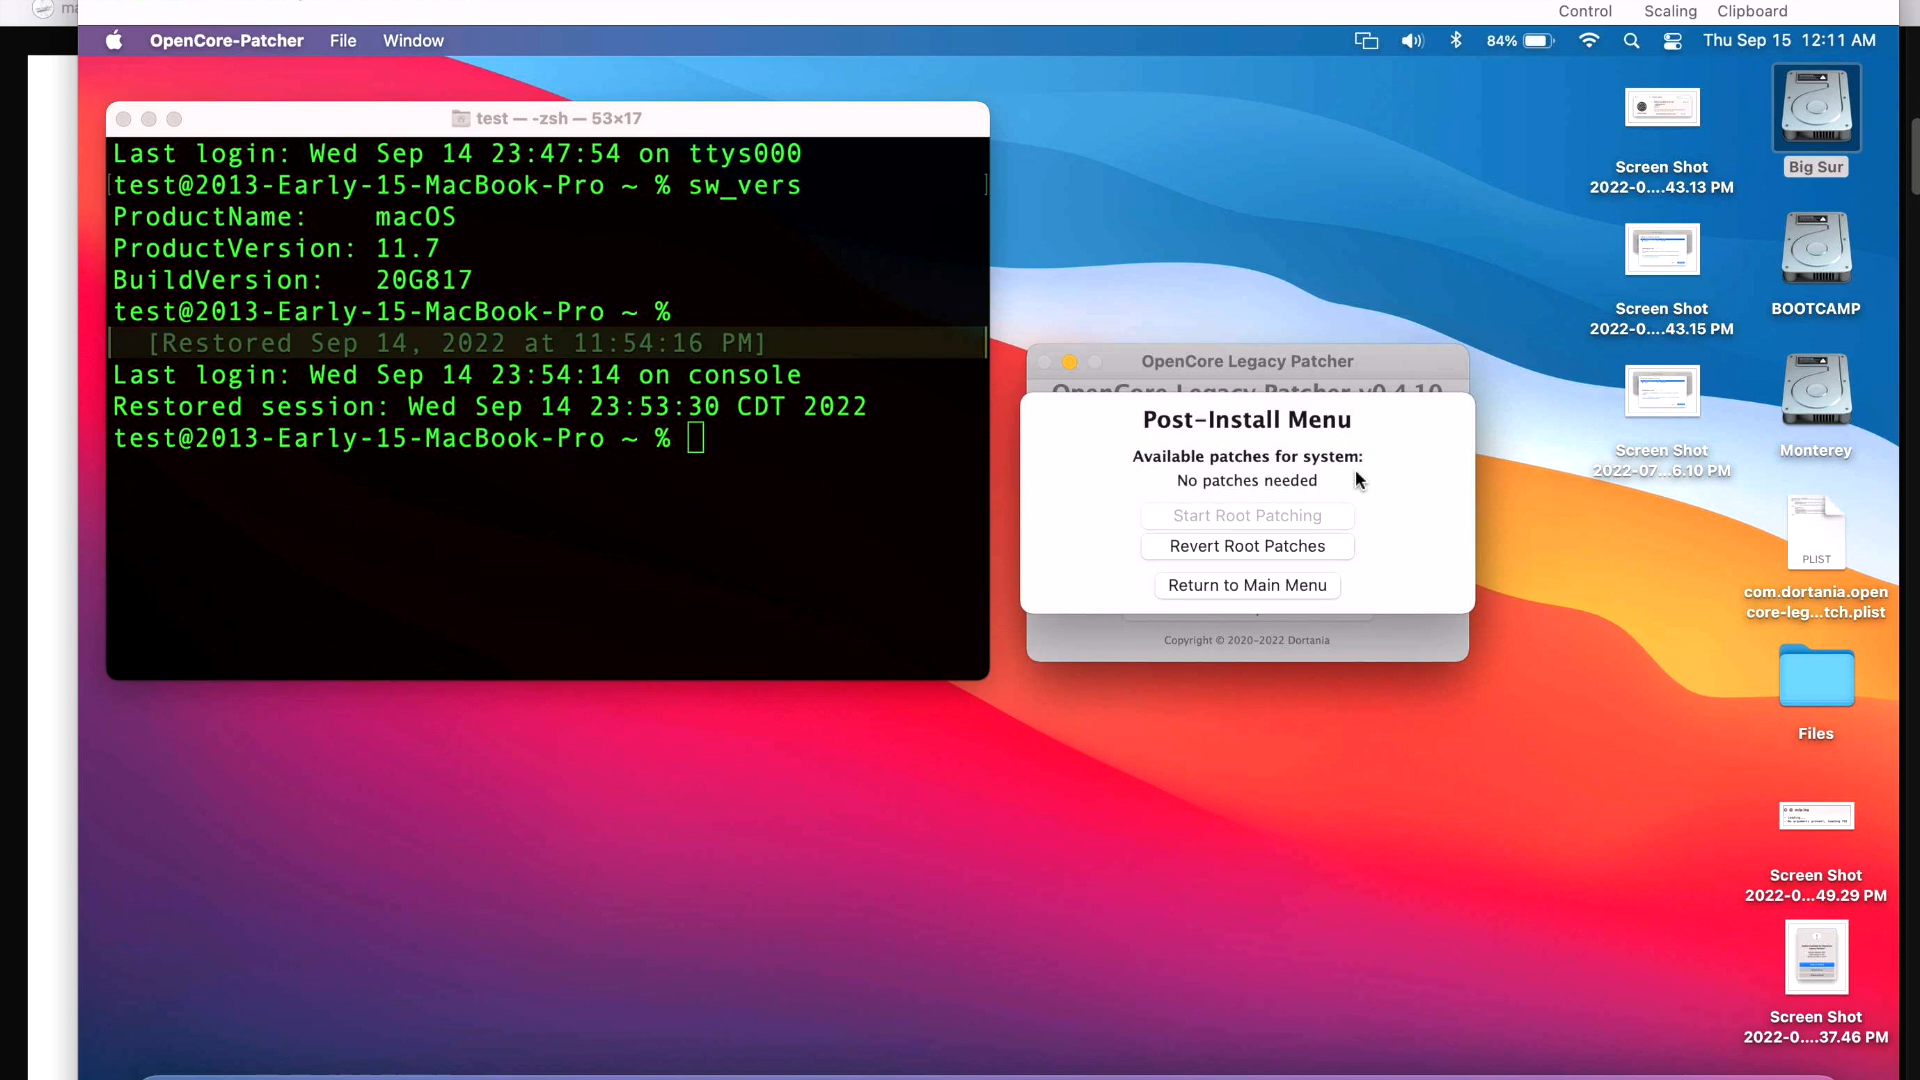 Control Scaling Clipboard
OpenCore-Patcher File Window 84% Thu Sep 15 12:11 AM
test — -zsh — 53×17
Last login: Wed Sep 14 23:47:54 on ttys000
[test@2013-Early-15-MacBook-Pro ~ % sw_vers ]
ProductName: macOS
ProductVersion: 11.7
BuildVersion: 20G817
test@2013-Early-15-MacBook-Pro ~ %
[Restored Sep 14, 2022 at 11:54:16 PM]
Last login: Wed Sep 14 23:54:14 on console
Restored session: Wed Sep 14 23:53:30 CDT 2022
test@2013-Early-15-MacBook-Pro ~ %
OpenCore Legacy Patcher
OpenCore Legacy Patcher v0.4.10
Post-Install Menu
Available patches for system:
No patches needed
Start Root Patching
Revert Root Patches
Return to Main Menu
Copyright © 2020-2022 Dortania
Screen Shot
2022-0....43.13 PM
Screen Shot
2022-0....43.15 PM
Screen Shot
2022-07...6.10 PM
Big Sur
BOOTCAMP
Monterey
PLIST
com.dortania.open
core-leg...tch.plist
Files
Screen Shot
2022-0...49.29 PM
Screen Shot
2022-0....37.46 PM